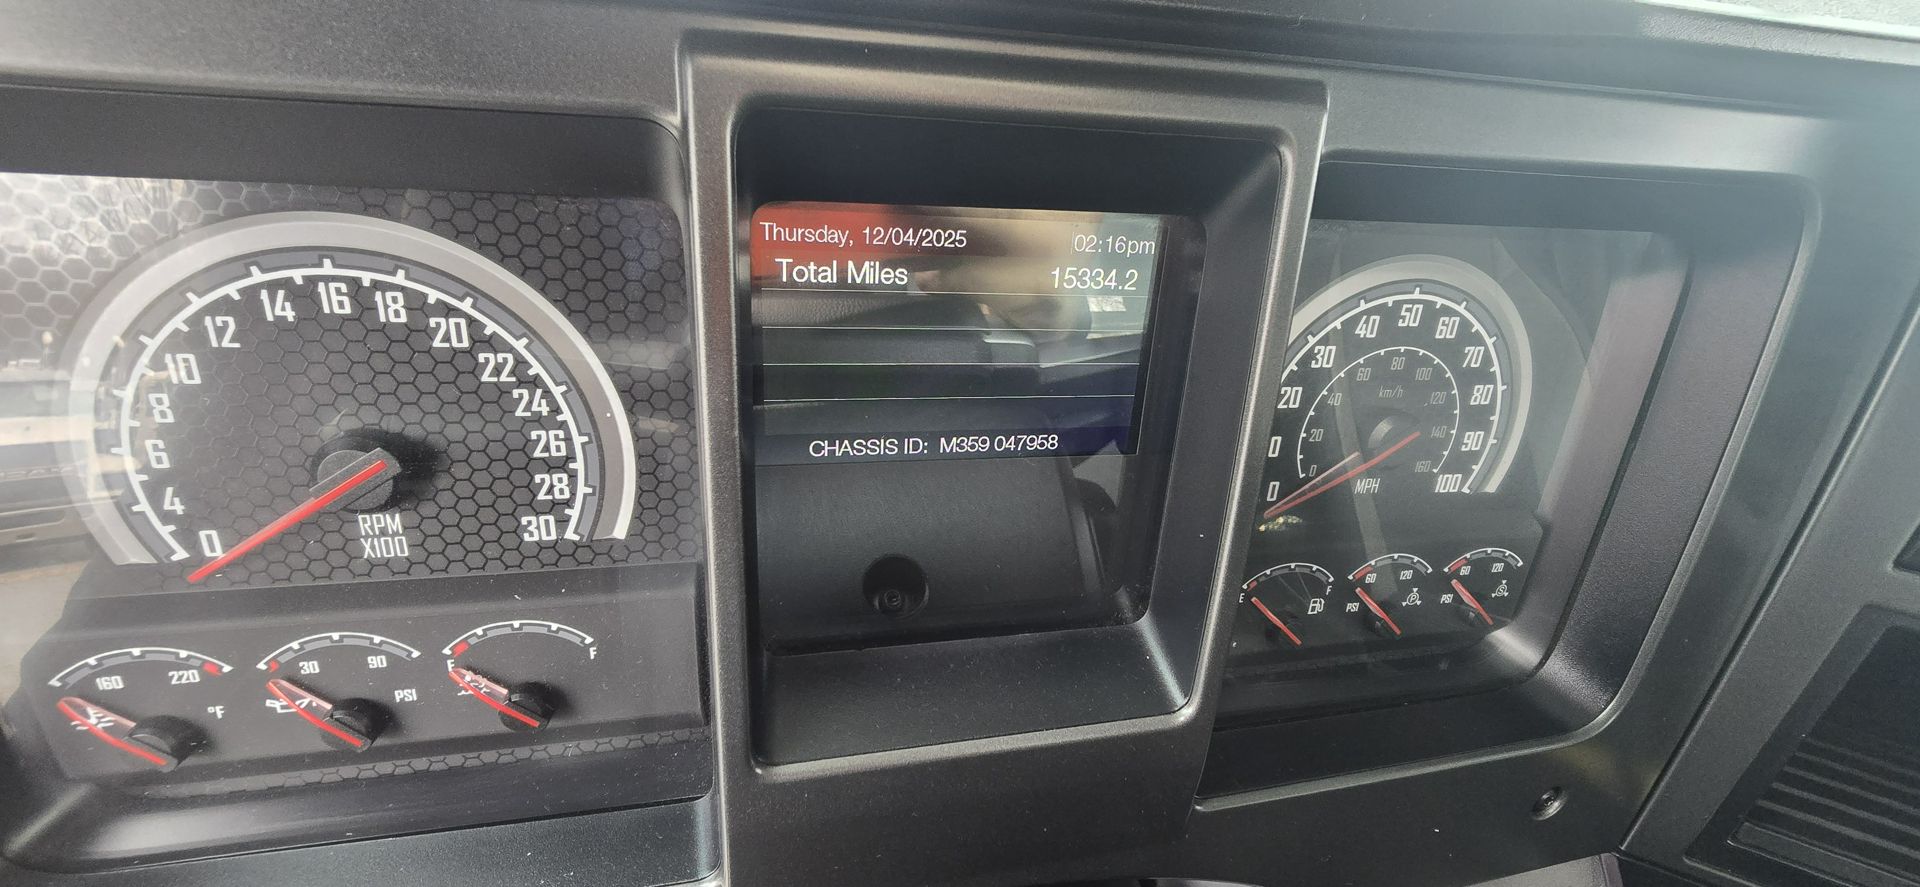 Thursday, 12/04/2025 02:16pm
Total Miles 15334.2
CHASSIS ID: M359 047958
0 4 6 8 10 12 14 16 18 20 22 24 26 28 30
RPM
X100
160 220
°F
30 90
PSI
F
0 0 20 30 40 50 60 70 80 90 100
0 20 40 60 80 100 120 140 160
km/h
MPH
E F
60 120
PSI
P
60 120
PSI
S